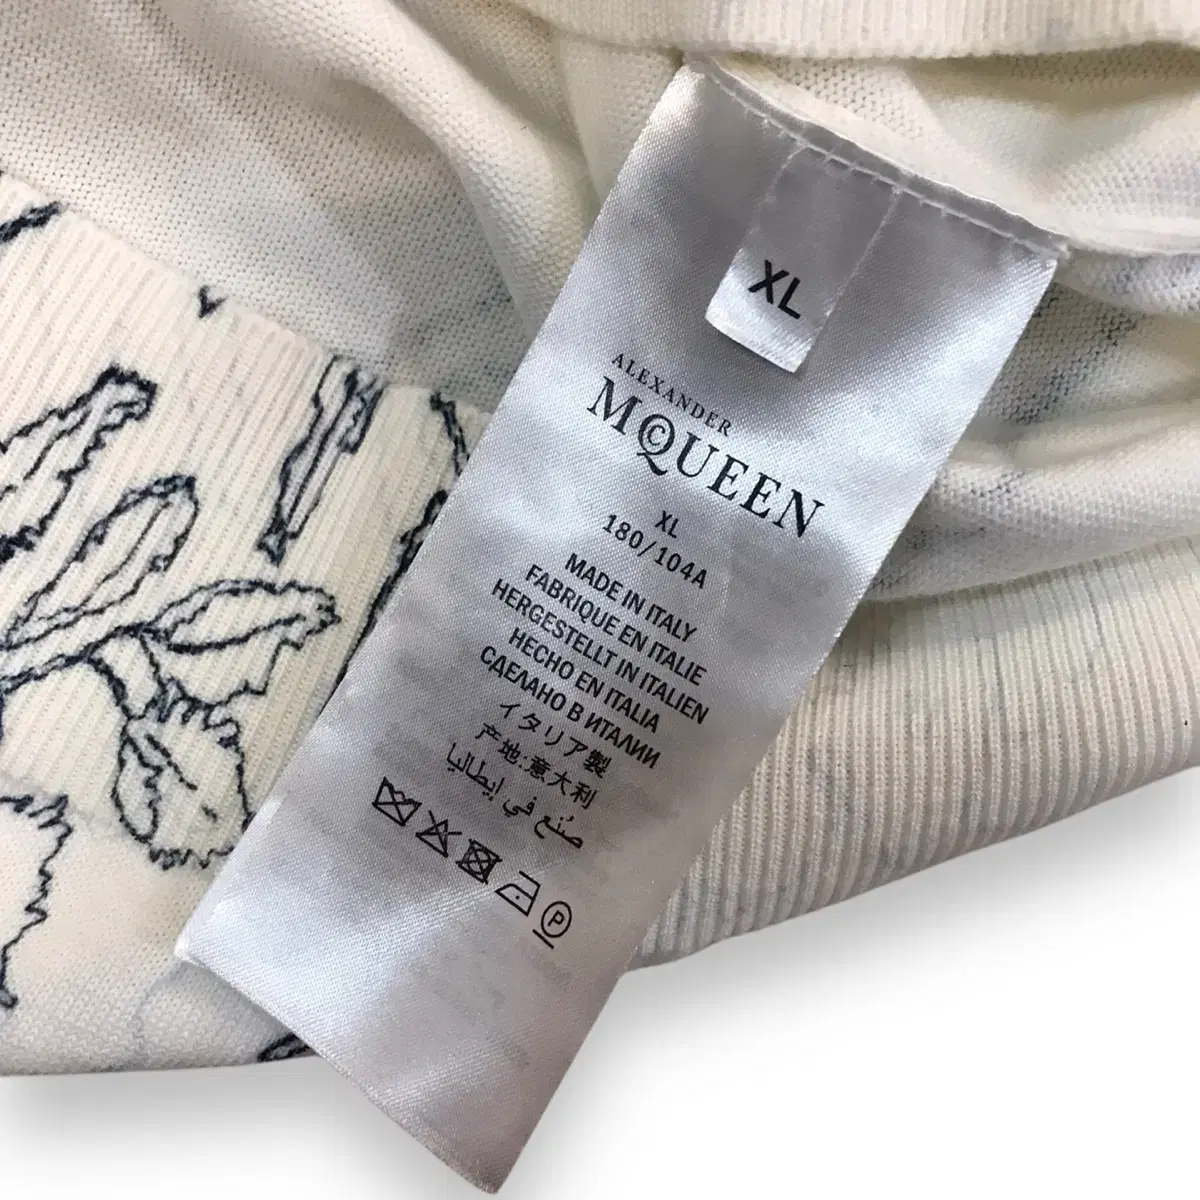 XL
ALEXANDER
McQUEEN
XL
180/104A
MADE IN ITALY
FABRIQUE EN ITALIE
HERGESTELLT IN ITALIEN
HECHO EN ITALIA
СДЕЛАНО В ИТАЛИИ
イタリア製
产地:意大利
صُنع في إيطاليا
P